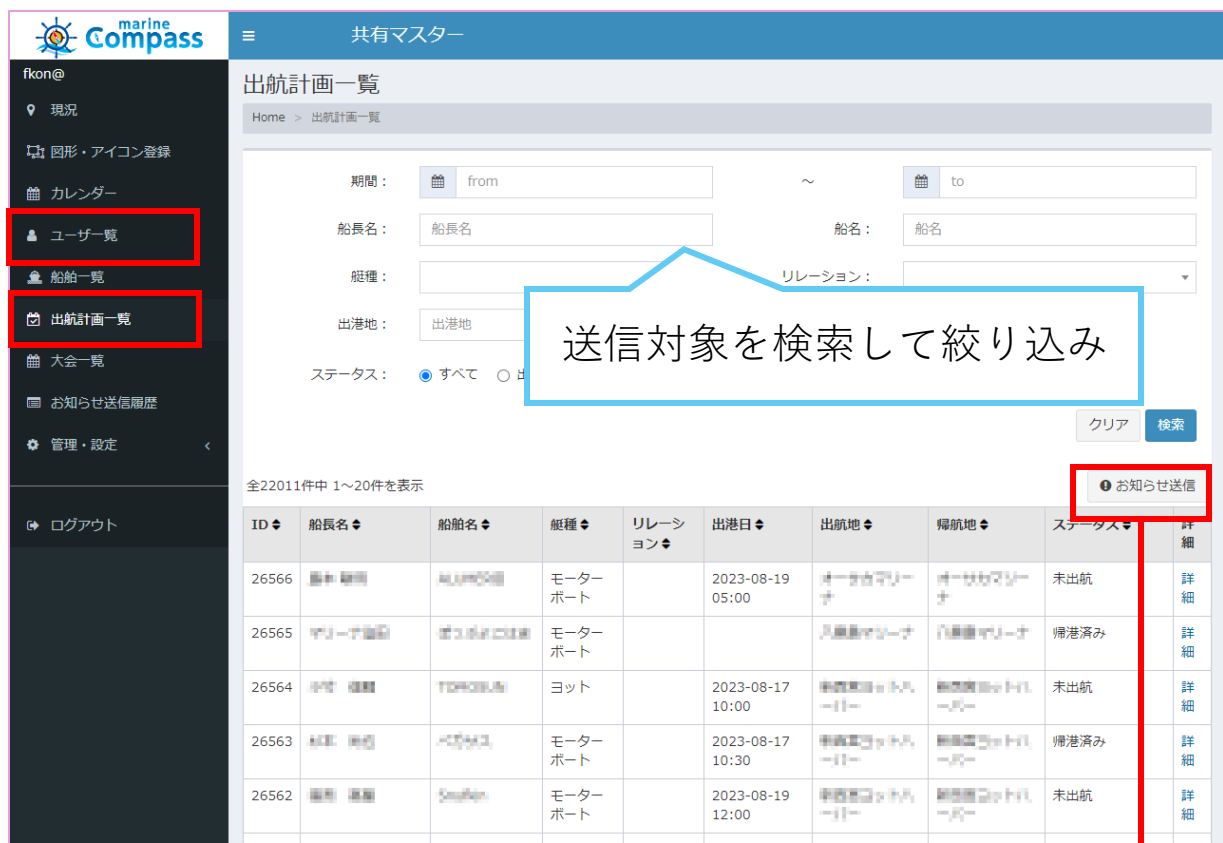 marine
Compass
共有マスター
fkon@
現況
図形・アイコン登録
カレンダー
ユーザ一覧
船舶一覧
出航計画一覧
大会一覧
お知らせ送信履歴
管理・設定
ログアウト
出航計画一覧
Home > 出航計画一覧
期間： from ～ to
船長名： 船長名 船名： 船名
艇種： リレーション：
出港地： 出港地
ステータス： すべて
送信対象を検索して絞り込み
クリア 検索
全22011件中 1～20件を表示
お知らせ送信
ID 船長名 船舶名 艇種 リレーション 出港日 出航地 帰航地 ステータス 詳細
26566 モーターボート 2023-08-19 05:00 未出航 詳細
26565 モーターボート 帰港済み 詳細
26564 ヨット 2023-08-17 10:00 未出航 詳細
26563 モーターボート 2023-08-17 10:30 帰港済み 詳細
26562 モーターボート 2023-08-19 12:00 未出航 詳細